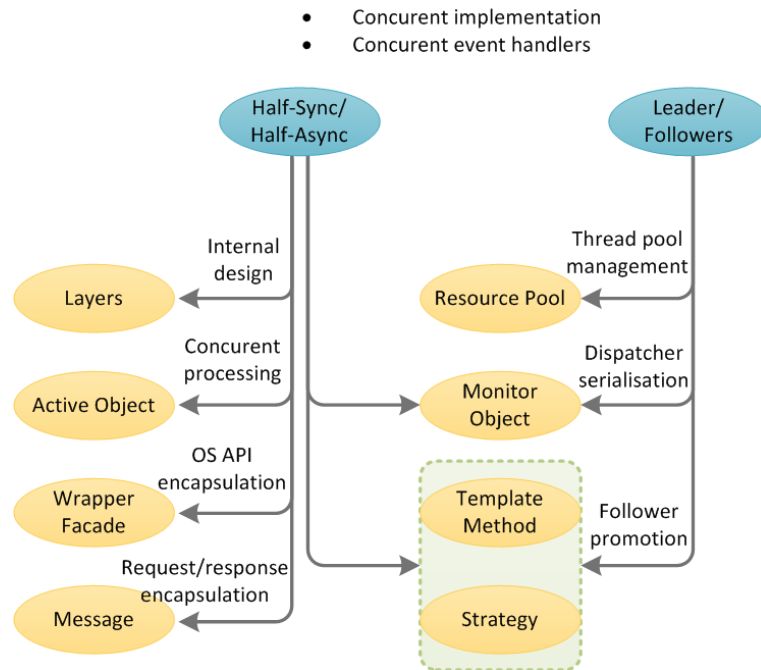 • Concurent implementation
• Concurent event handlers
Half-Sync/
Half-Async
Leader/
Followers
Internal
design
Layers
Thread pool
management
Resource Pool
Concurent
processing
Active Object
Dispatcher
serialisation
Monitor
Object
OS API
encapsulation
Wrapper
Facade
Template
Method
Follower
promotion
Request/response
encapsulation
Message
Strategy